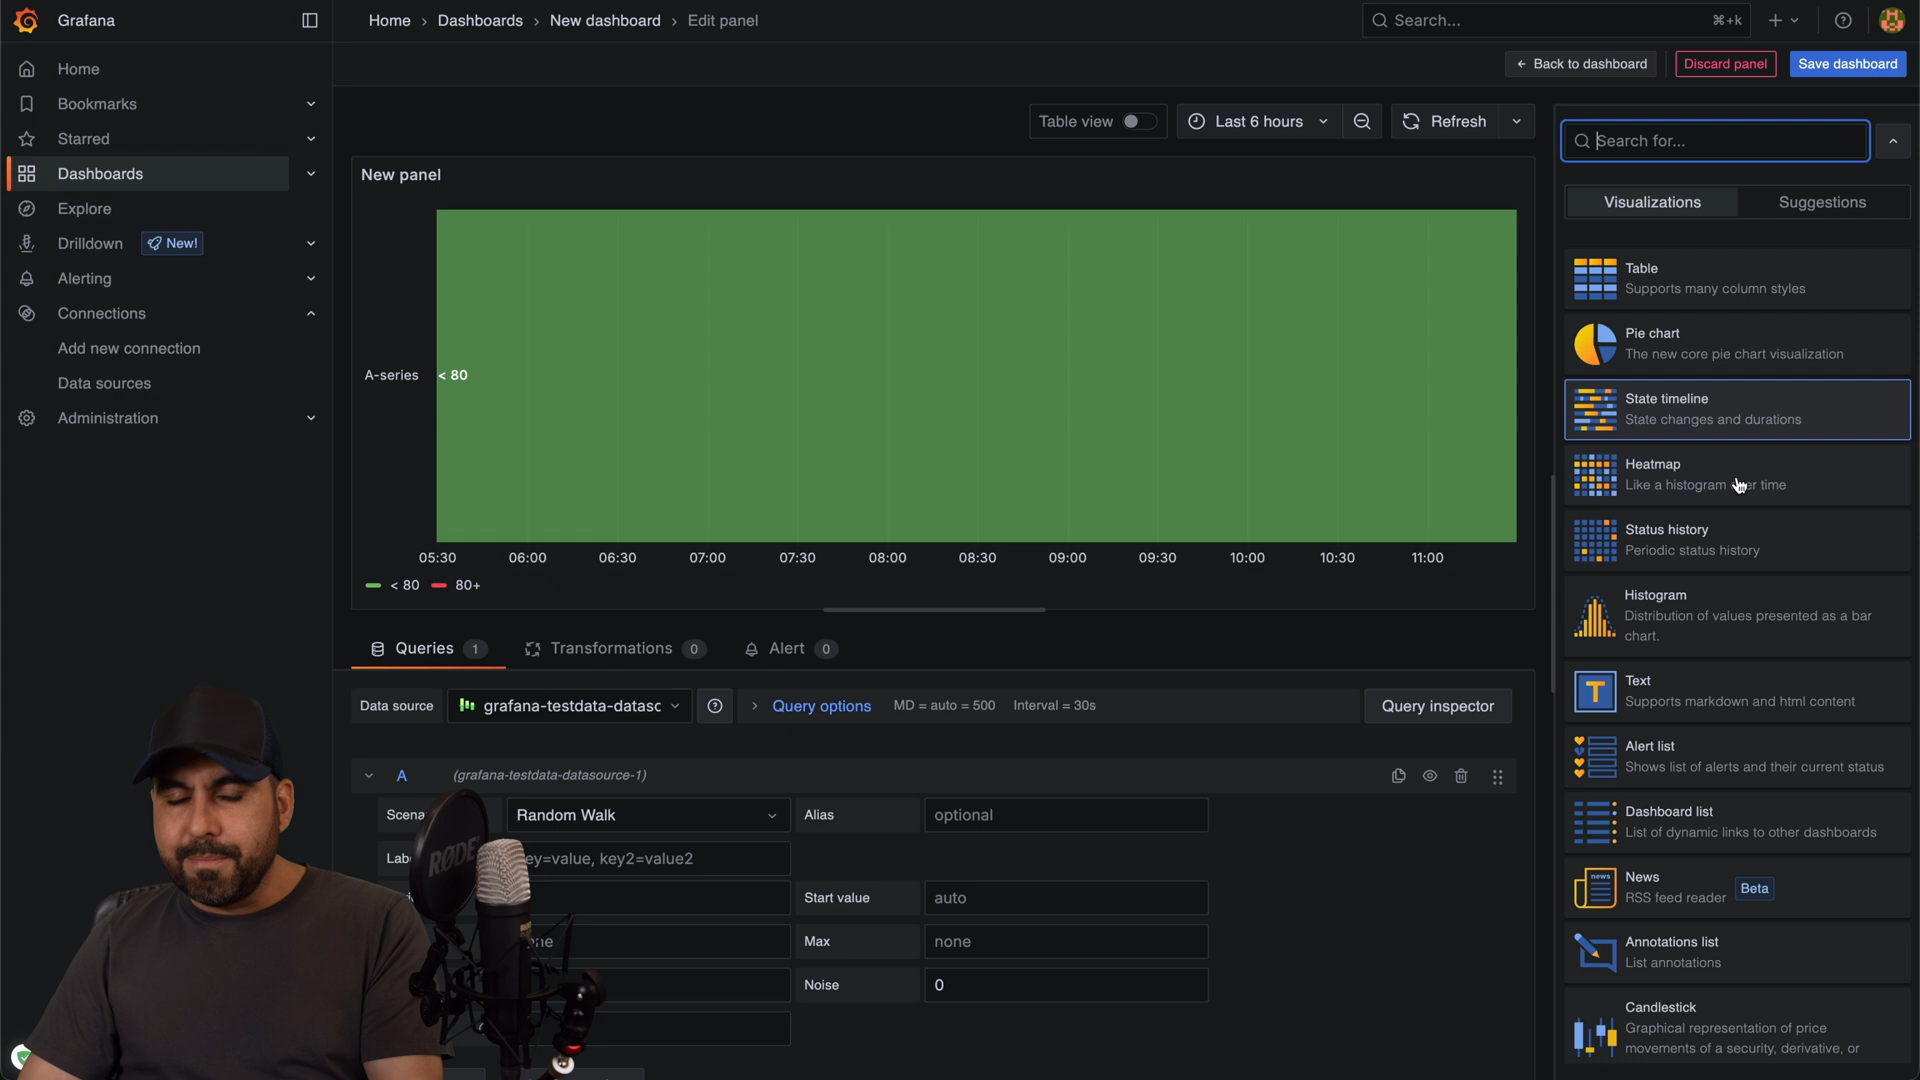 Grafana
Home › Dashboards › New dashboard › Edit panel
Search...
⌘+k
← Back to dashboard
Discard panel
Save dashboard
Home
Bookmarks
Starred
Dashboards
Explore
Drilldown
New!
Alerting
Connections
Add new connection
Data sources
Administration
Table view
Last 6 hours
Refresh
New panel
A-series
< 80
05:30 06:00 06:30 07:00 07:30 08:00 08:30 09:00 09:30 10:00 10:30 11:00
< 80 80+
Queries 1
Transformations 0
Alert 0
Data source
grafana-testdata-datasc
Query options
MD = auto = 500
Interval = 30s
Query inspector
A
(grafana-testdata-datasource-1)
Random Walk
Alias
optional
ey=value, key2=value2
Start value
auto
Max
none
Noise
0
RØDE
Search for...
Visualizations
Suggestions
Table
Supports many column styles
Pie chart
The new core pie chart visualization
State timeline
State changes and durations
Heatmap
Like a histogram over time
Status history
Periodic status history
Histogram
Distribution of values presented as a bar
chart.
T
Text
Supports markdown and html content
Alert list
Shows list of alerts and their current status
Dashboard list
List of dynamic links to other dashboards
news
News
RSS feed reader
Beta
Annotations list
List annotations
Candlestick
Graphical representation of price
movements of a security, derivative, or